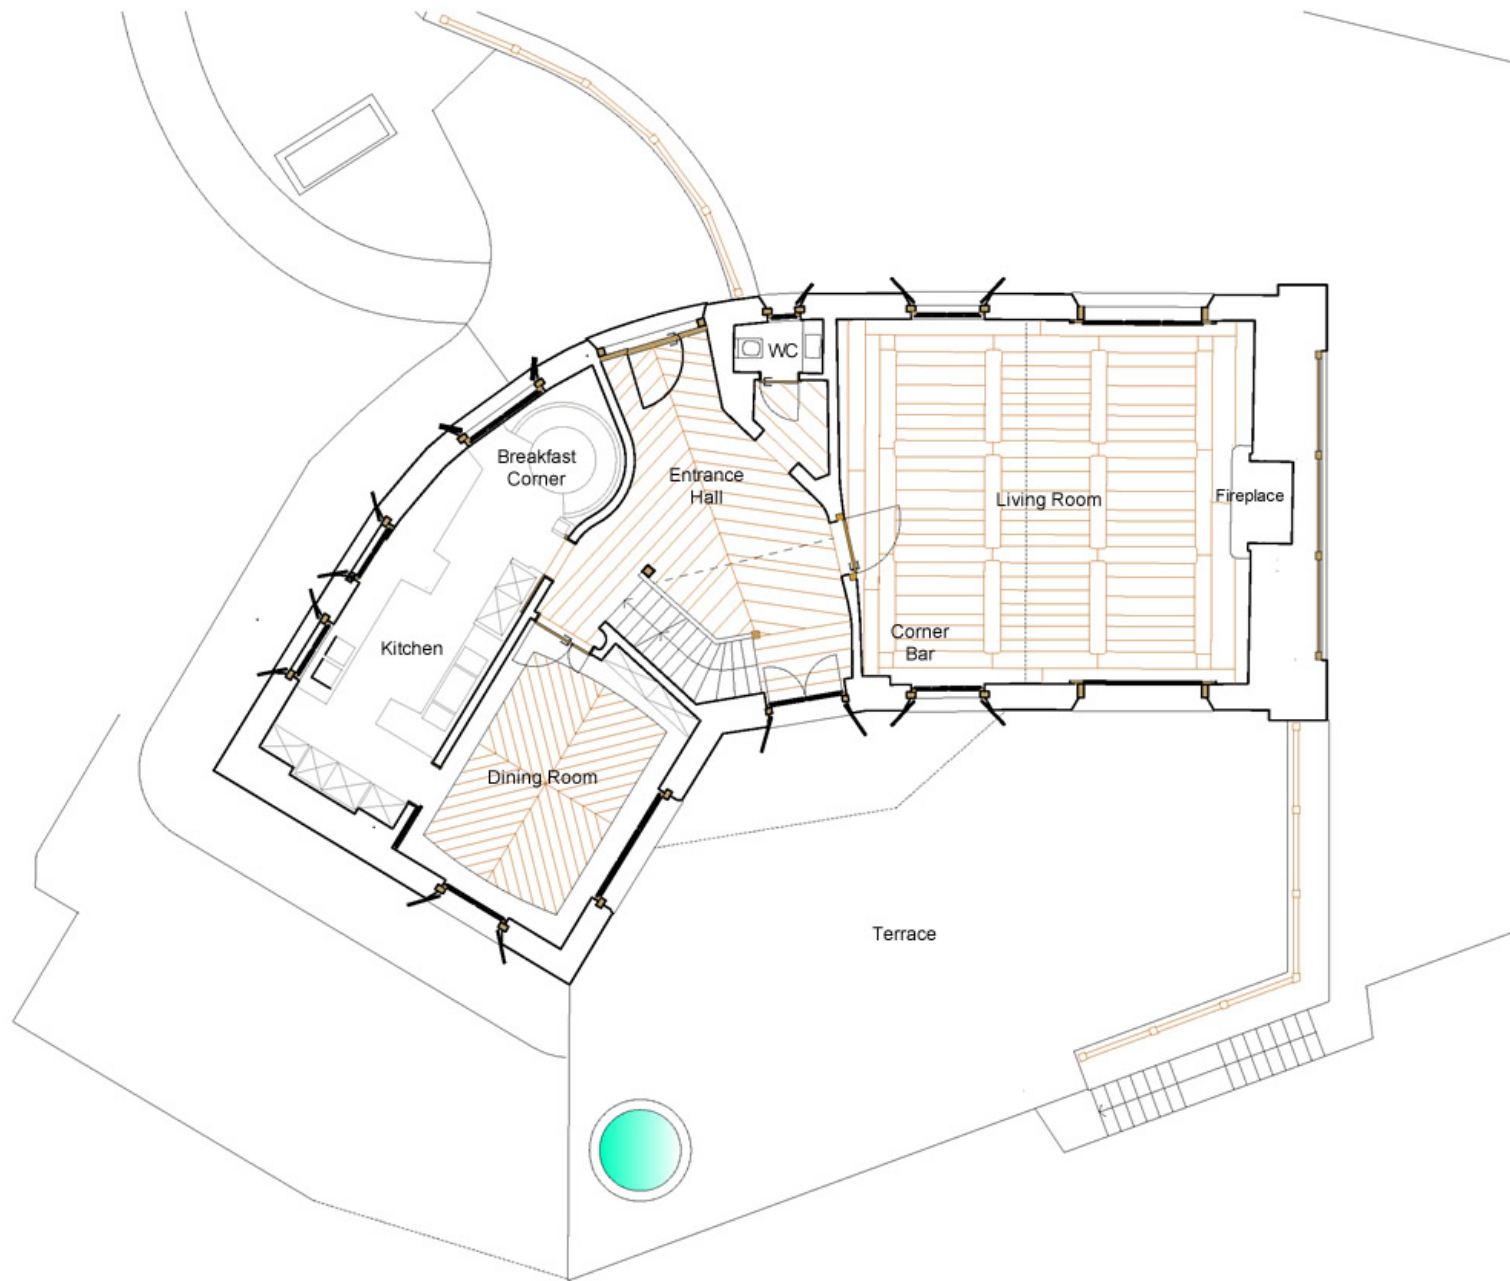 WC
Breakfast
Corner
Entrance
Hall
Living Room
Fireplace
Kitchen
Corner
Bar
Dining Room
Terrace